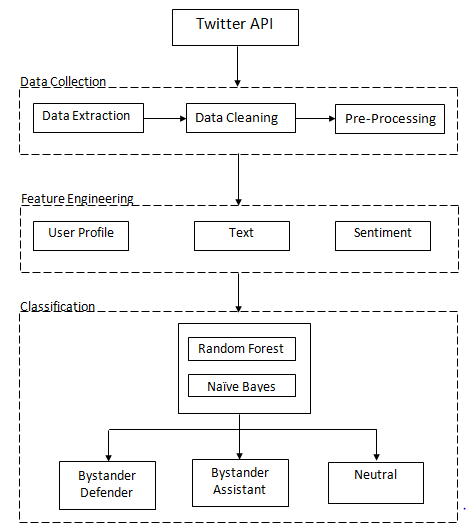 Twitter API
Data Collection
Data Extraction
Data Cleaning
Pre-Processing
Feature Engineering
User Profile
Text
Sentiment
Classification
Random Forest
Naïve Bayes
Bystander
Defender
Bystander
Assistant
Neutral
.